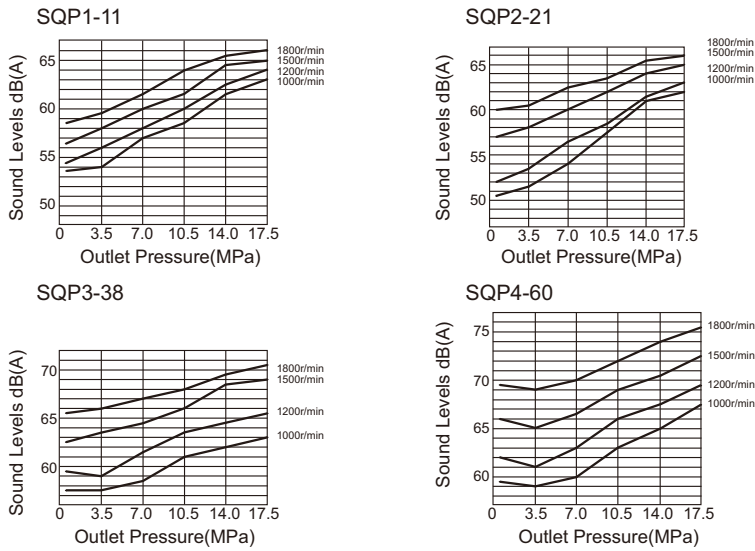 SQP1-11
Sound Levels dB(A)
65
60
55
50
1800r/min
1500r/min
1200r/min
1000r/min
0 3.5 7.0 10.5 14.0 17.5
Outlet Pressure(MPa)
SQP2-21
Sound Levels dB(A)
65
60
55
50
1800r/min
1500r/min
1200r/min
1000r/min
0 3.5 7.0 10.5 14.0 17.5
Outlet Pressure(MPa)
SQP3-38
Sound Levels dB(A)
70
65
60
1800r/min
1500r/min
1200r/min
1000r/min
0 3.5 7.0 10.5 14.0 17.5
Outlet Pressure(MPa)
SQP4-60
Sound Levels dB(A)
75
70
65
60
1800r/min
1500r/min
1200r/min
1000r/min
0 3.5 7.0 10.5 14.0 17.5
Outlet Pressure(MPa)